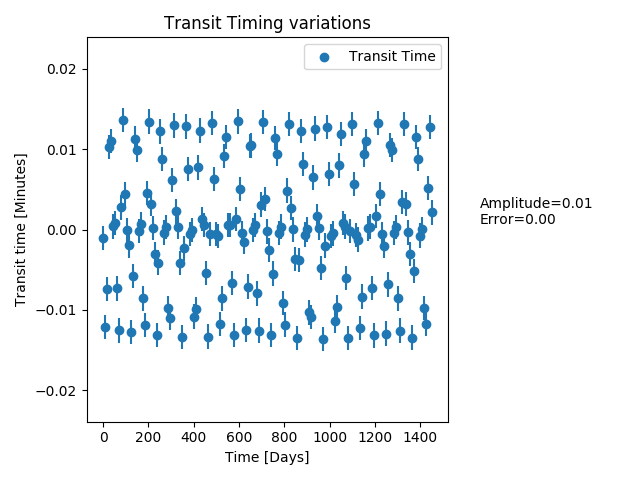 Transit Timing variations
Transit Time
0.02
0.01
0.00
−0.01
−0.02
Transit time [Minutes]
0 200 400 600 800 1000 1200 1400
Time [Days]
Amplitude=0.01
Error=0.00